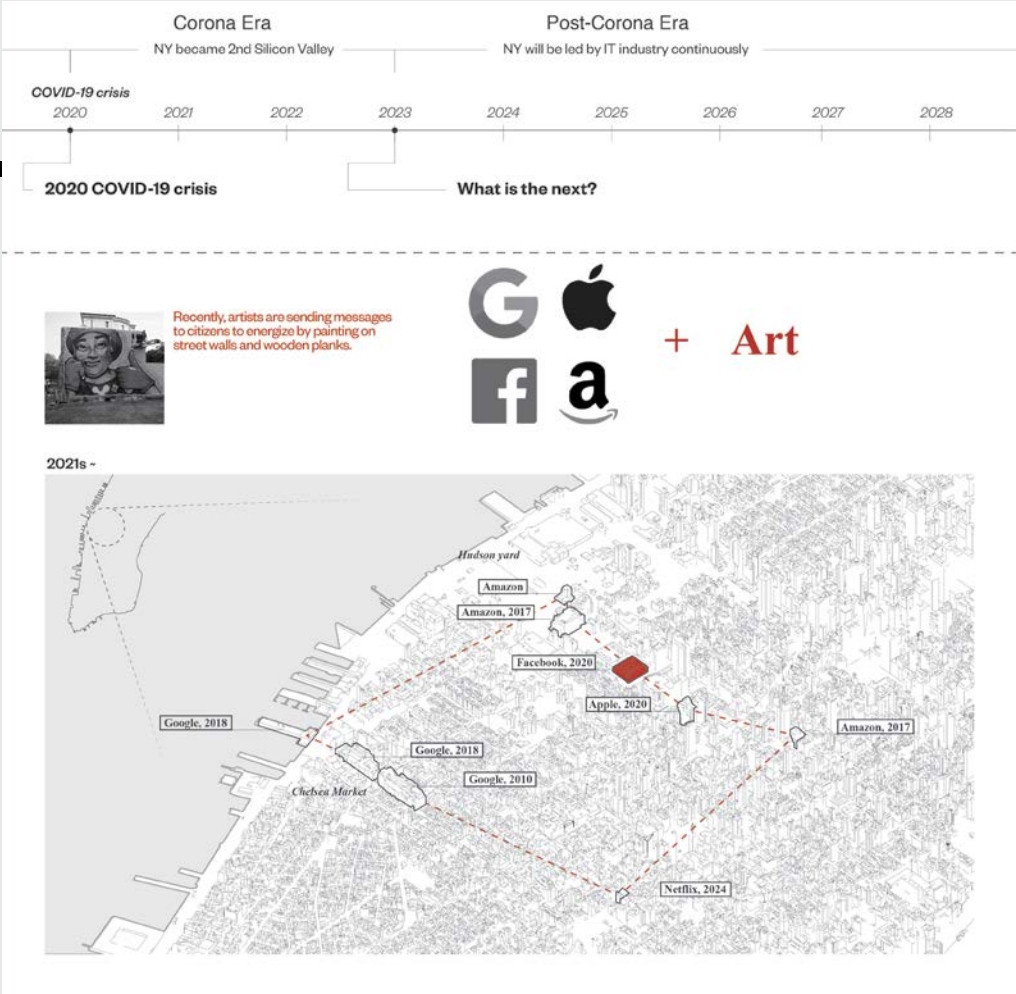 Corona Era
Post-Corona Era
NY became 2nd Silicon Valley
NY will be led by IT industry continuously
COVID-19 crisis
2020
2021
2022
2023
2024
2025
2026
2027
2028
2020 COVID-19 crisis
What is the next?
Recently, artists are sending messages
to citizens to energize by painting on
street walls and wooden planks.
G
f
a
+ Art
2021s ~
Hudson yard
Amazon
Amazon, 2017
Facebook, 2020
Apple, 2020
Google, 2018
Amazon, 2017
Google, 2018
Google, 2010
Chelsea Market
Netflix, 2024